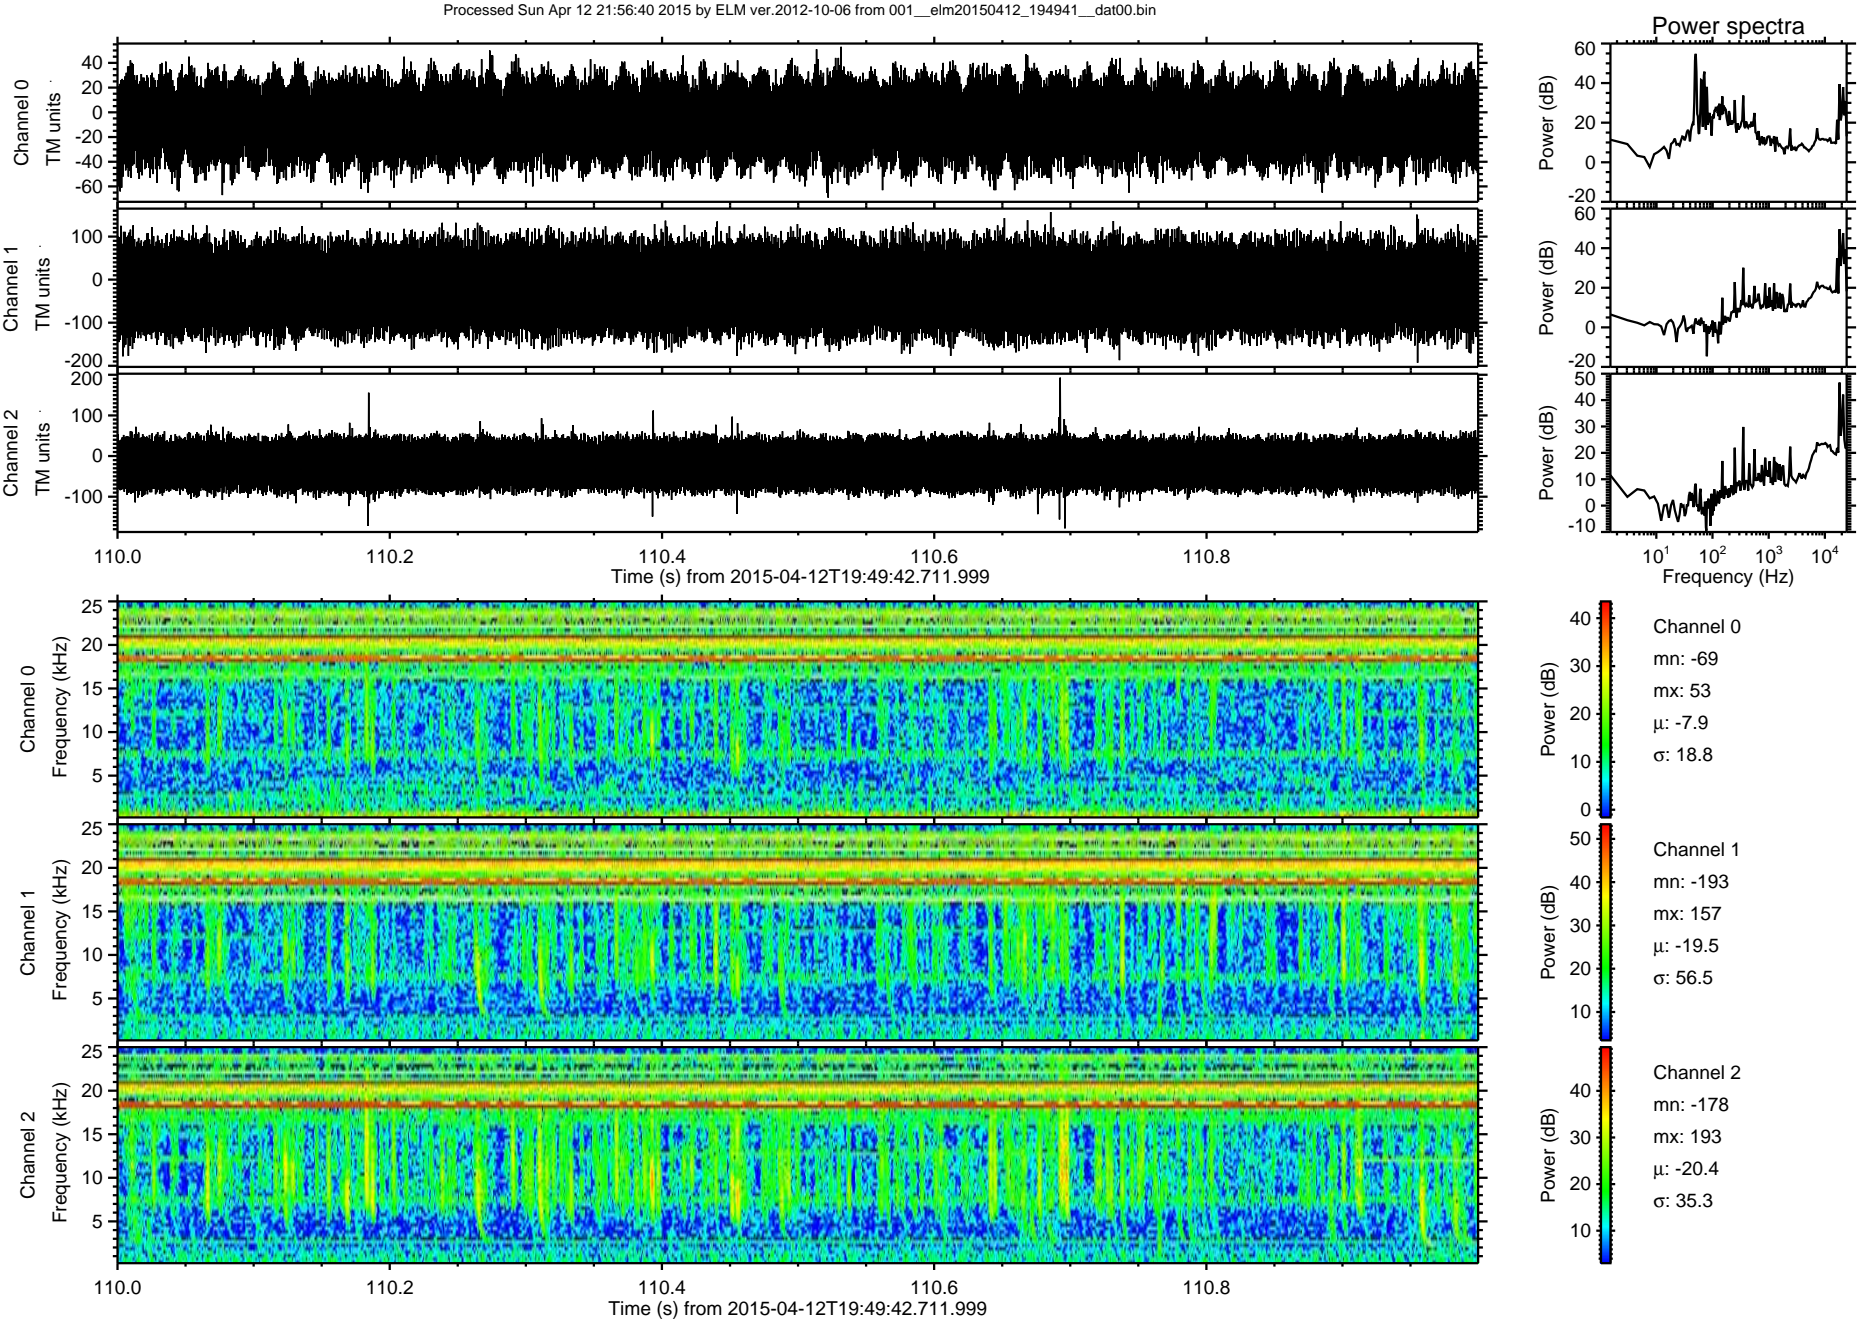 Processed Sun Apr 12 21:56:40 2015 by ELM ver.2012-10-06 from 001__elm20150412_194941__dat00.bin
Power spectra
Channel 0
TM units
40
20
0
-20
-40
-60
Power (dB)
60
40
20
0
-20
Channel 1
TM units
100
0
-100
-200
Power (dB)
60
40
20
0
-20
Channel 2
TM units
200
100
0
-100
Power (dB)
50
40
30
20
10
0
-10
110.0 110.2 110.4 110.6 110.8
Time (s) from 2015-04-12T19:49:42.711.999
10¹ 10² 10³ 10⁴
Frequency (Hz)
Channel 0
Frequency (kHz)
25
20
15
10
5
Power (dB)
40
30
20
10
0
Channel 0
mn: -69
mx: 53
µ: -7.9
σ: 18.8
Channel 1
Frequency (kHz)
25
20
15
10
5
Power (dB)
50
40
30
20
10
Channel 1
mn: -193
mx: 157
µ: -19.5
σ: 56.5
Channel 2
Frequency (kHz)
25
20
15
10
5
Power (dB)
40
30
20
10
Channel 2
mn: -178
mx: 193
µ: -20.4
σ: 35.3
110.0 110.2 110.4 110.6 110.8
Time (s) from 2015-04-12T19:49:42.711.999